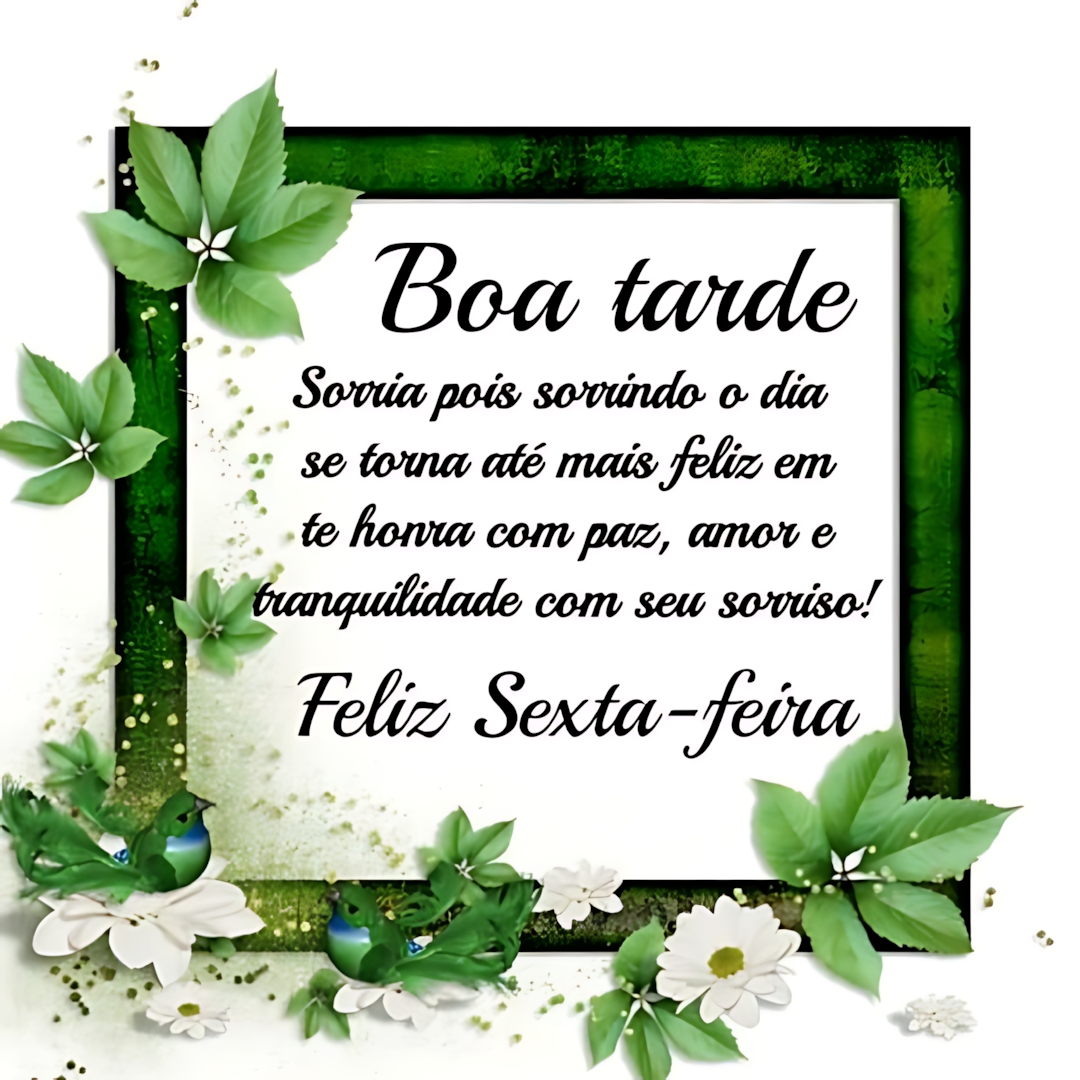 Boa tarde
Sorria pois sorrindo o dia
se torna até mais feliz em
te honra com paz, amor e
tranquilidade com seu sorriso!
Feliz Sexta-feira